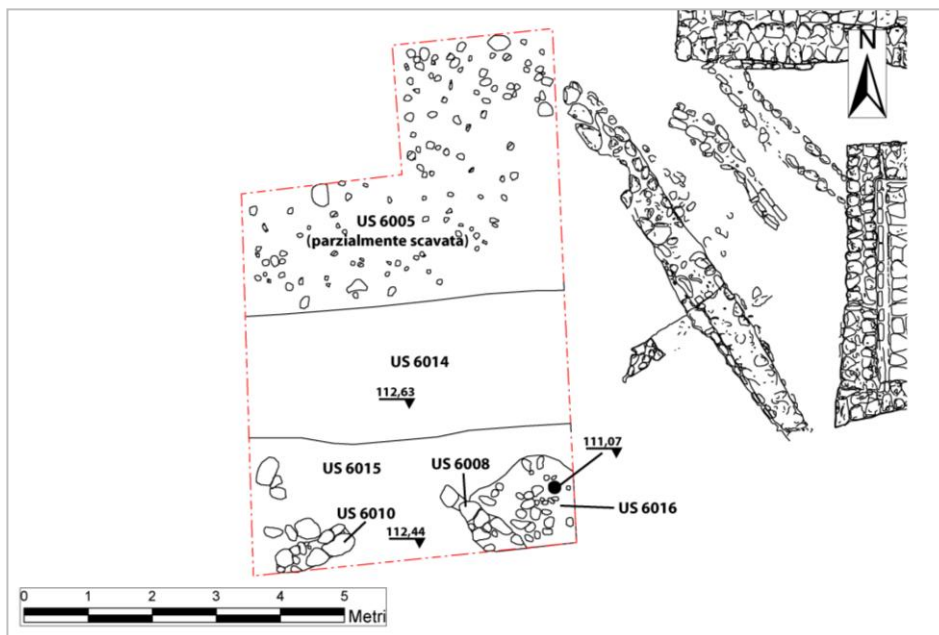 N
US 6005
(parzialmente scavata)
US 6014
112,63
111,07
US 6015
US 6008
US 6016
US 6010
112,44
0 1 2 3 4 5
Metri